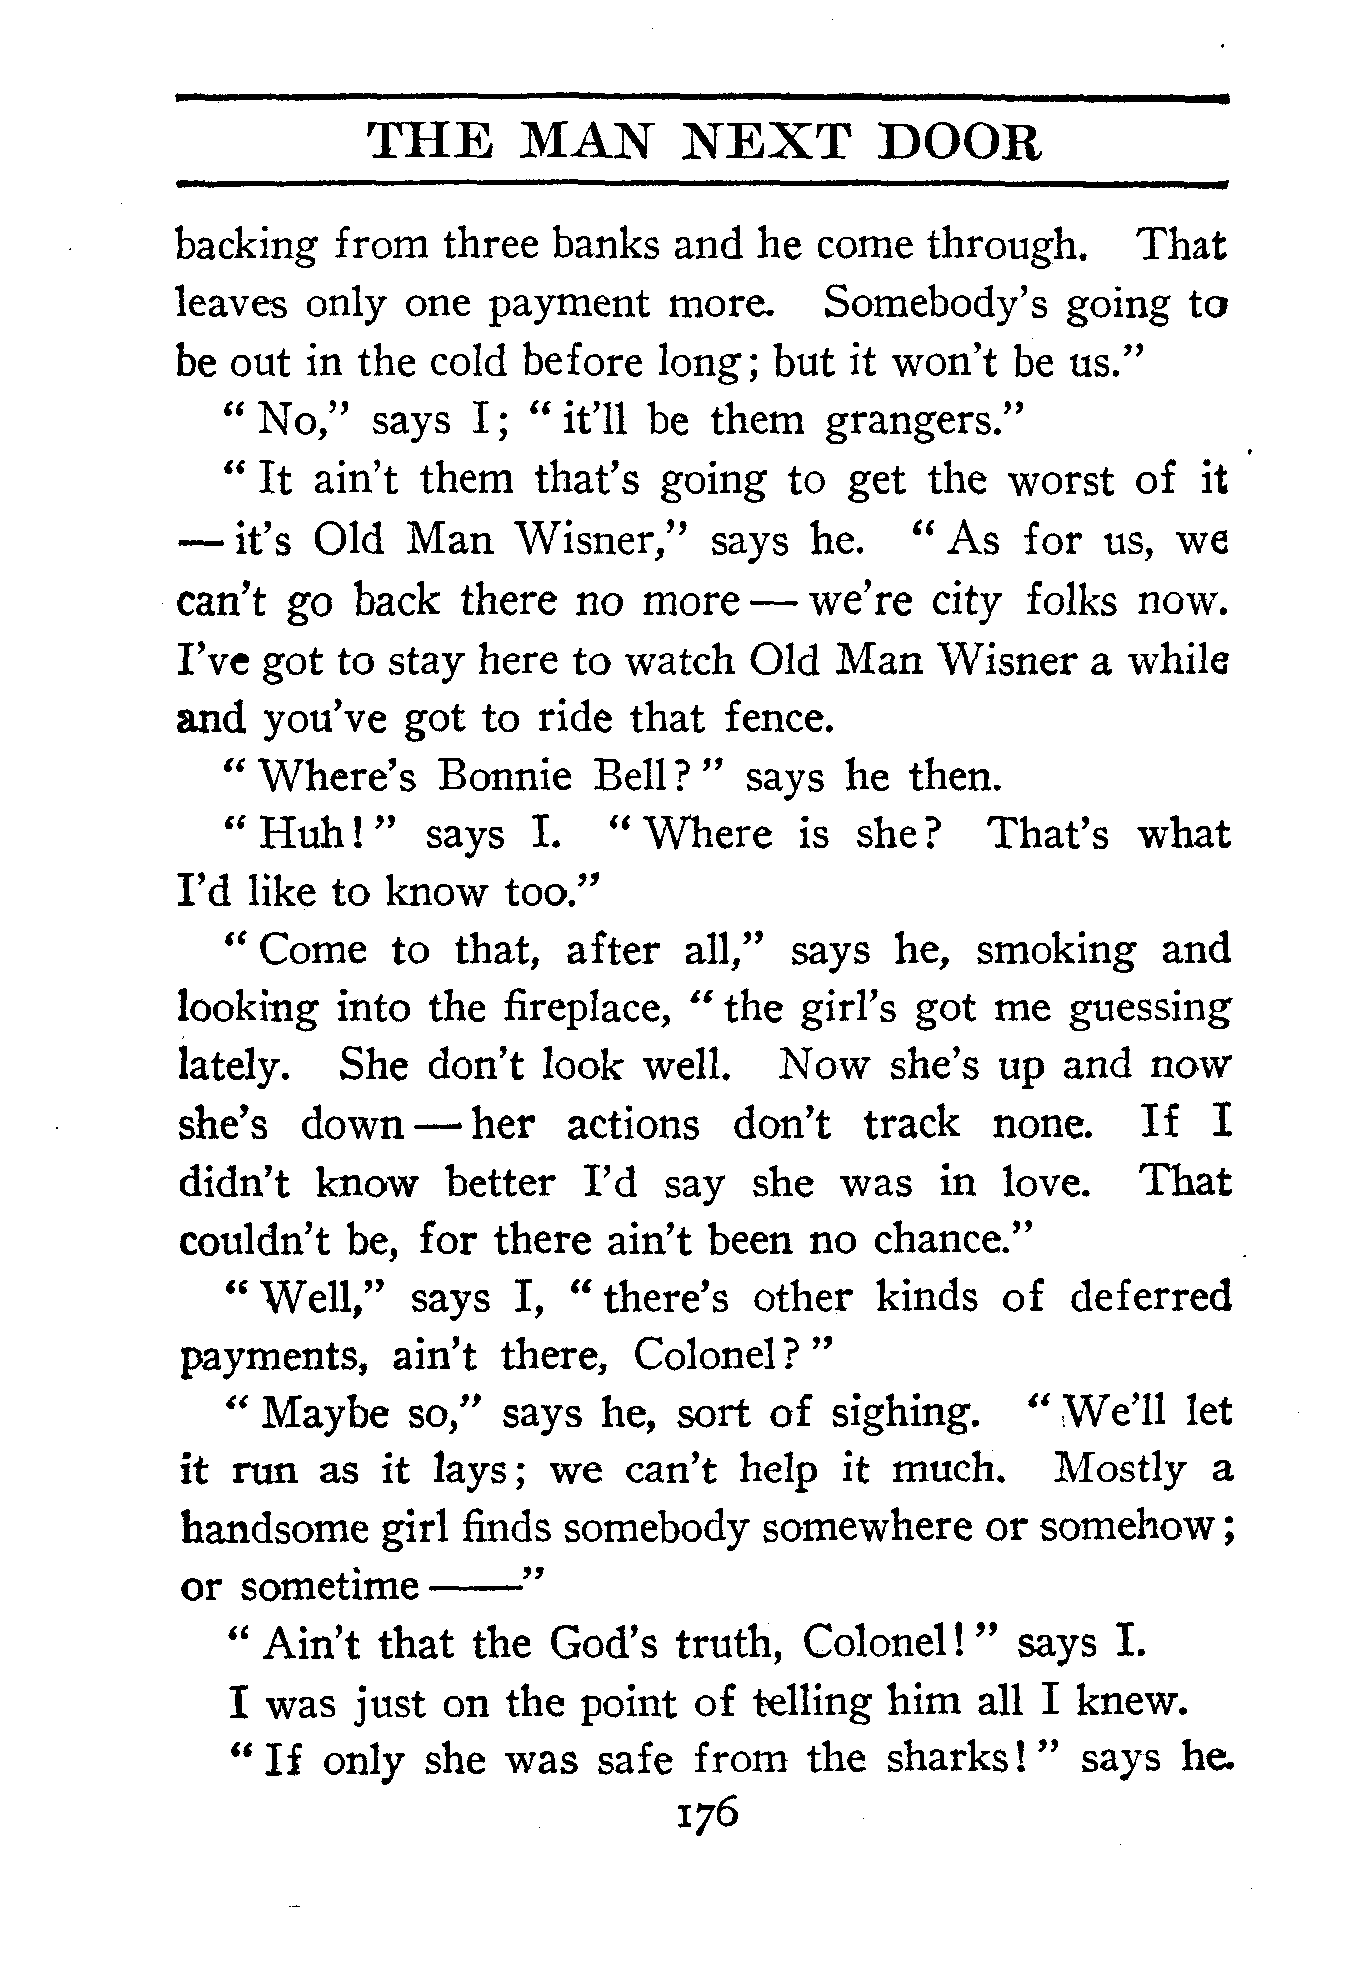 THE MAN NEXT DOOR
backing from three banks and he come through. That
leaves only one payment more. Somebody's going to
be out in the cold before long; but it won't be us."
"No," says I; "it'll be them grangers."
"It ain't them that's going to get the worst of it
—it's Old Man Wisner," says he. "As for us, we
can't go back there no more—we're city folks now.
I've got to stay here to watch Old Man Wisner a while
and you've got to ride that fence.
"Where's Bonnie Bell?" says he then.
"Huh!" says I. "Where is she? That's what
I'd like to know too."
"Come to that, after all," says he, smoking and
looking into the fireplace, "the girl's got me guessing
lately. She don't look well. Now she's up and now
she's down—her actions don't track none. If I
didn't know better I'd say she was in love. That
couldn't be, for there ain't been no chance."
"Well," says I, "there's other kinds of deferred
payments, ain't there, Colonel?"
"Maybe so," says he, sort of sighing. "We'll let
it run as it lays; we can't help it much. Mostly a
handsome girl finds somebody somewhere or somehow;
or sometime——"
"Ain't that the God's truth, Colonel!" says I.
I was just on the point of telling him all I knew.
"If only she was safe from the sharks!" says he.
176